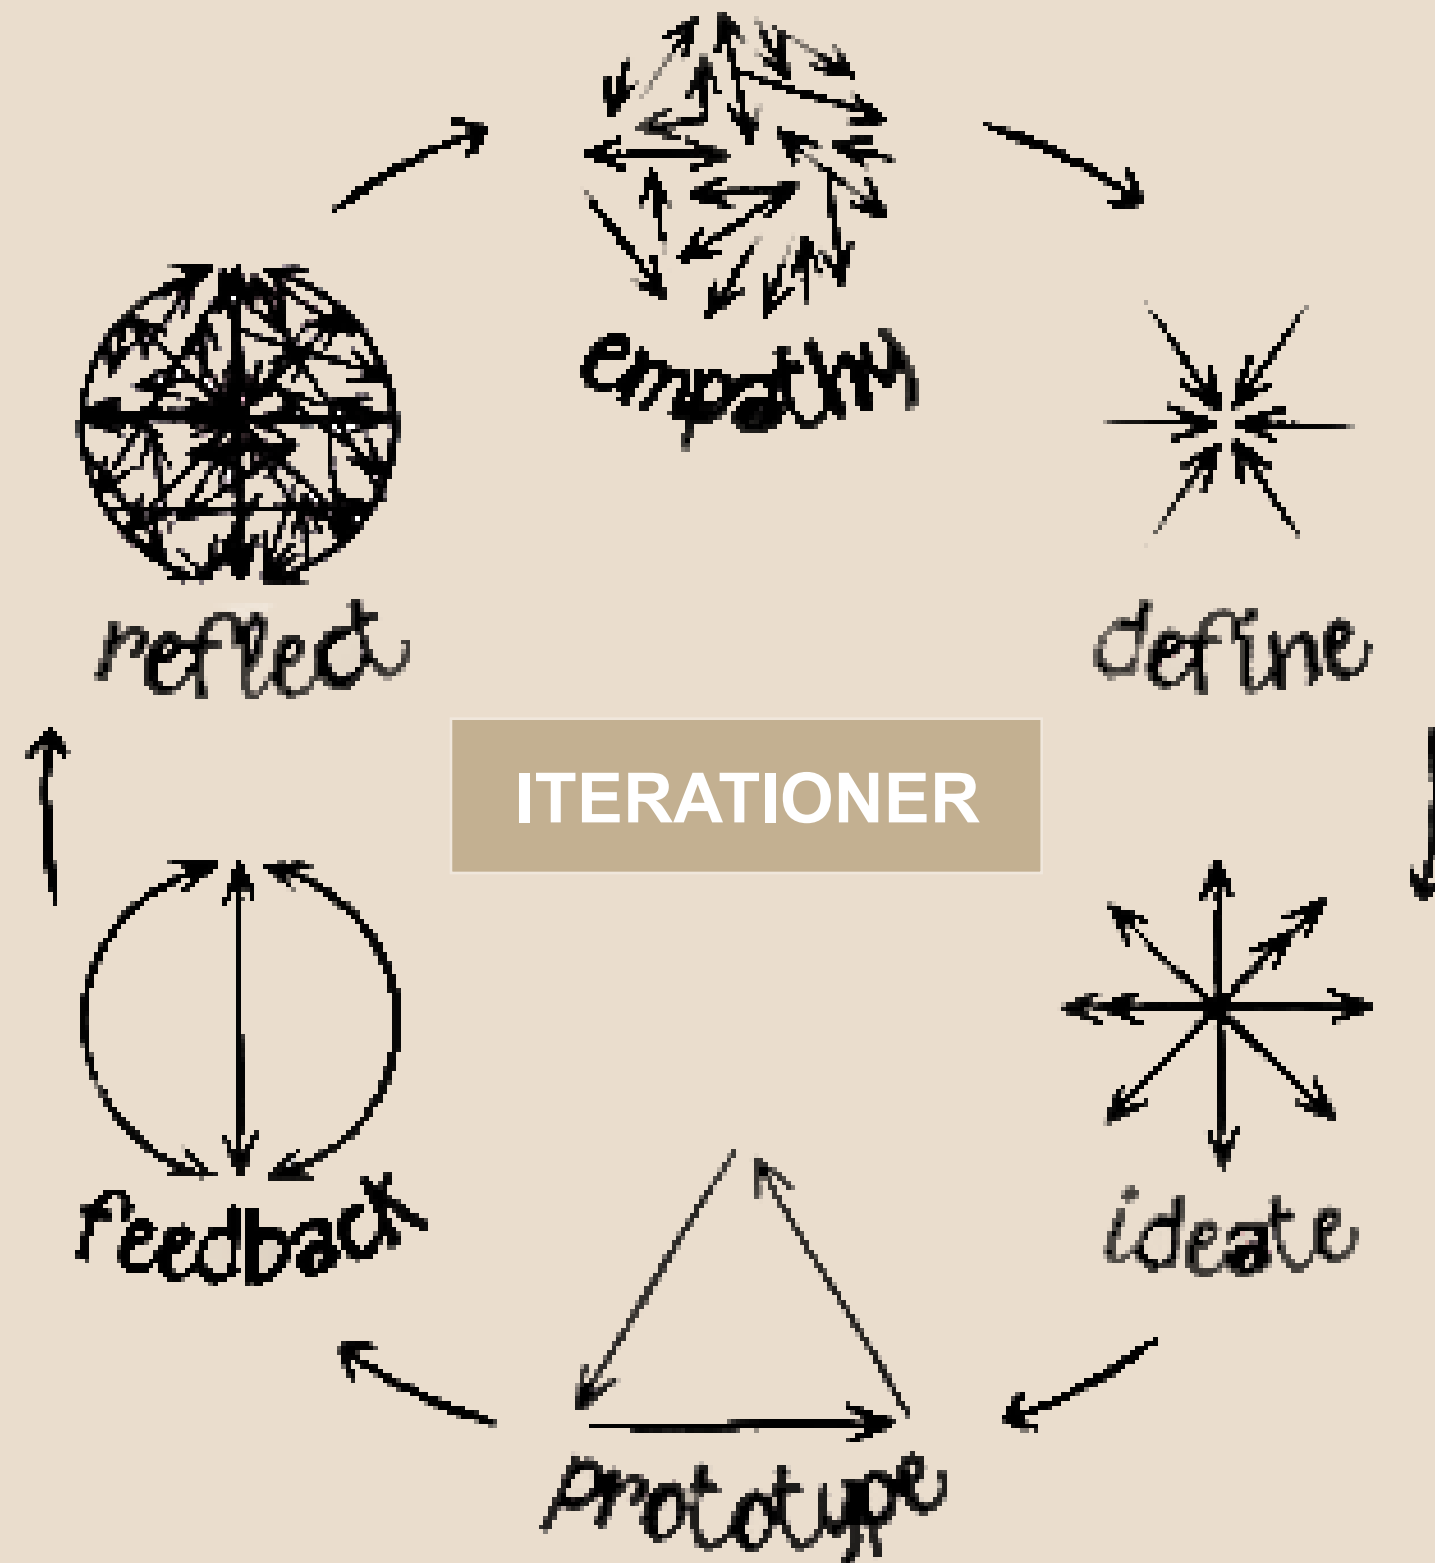 empathy
define
ideate
prototype
feedback
reflect
ITERATIONER